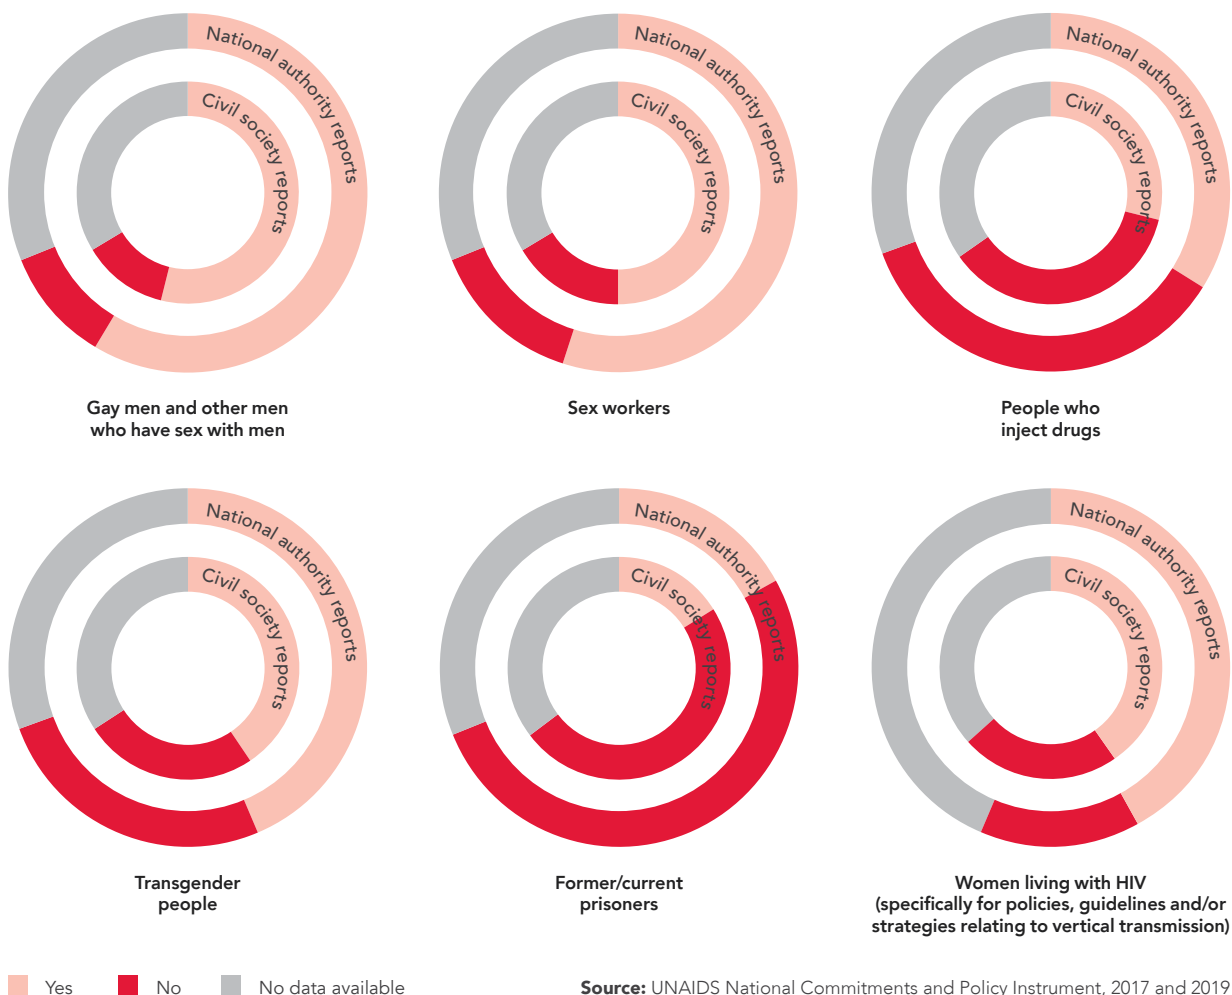 National authority reports
Civil society reports
National authority reports
Civil society reports
National authority reports
Civil society reports
Gay men and other men
who have sex with men
Sex workers
People who
inject drugs
National authority reports
Civil society reports
National authority reports
Civil society reports
National authority reports
Civil society reports
Transgender
people
Former/current
prisoners
Women living with HIV
(specifically for policies, guidelines and/or
strategies relating to vertical transmission)
Yes No No data available
Source: UNAIDS National Commitments and Policy Instrument, 2017 and 2019